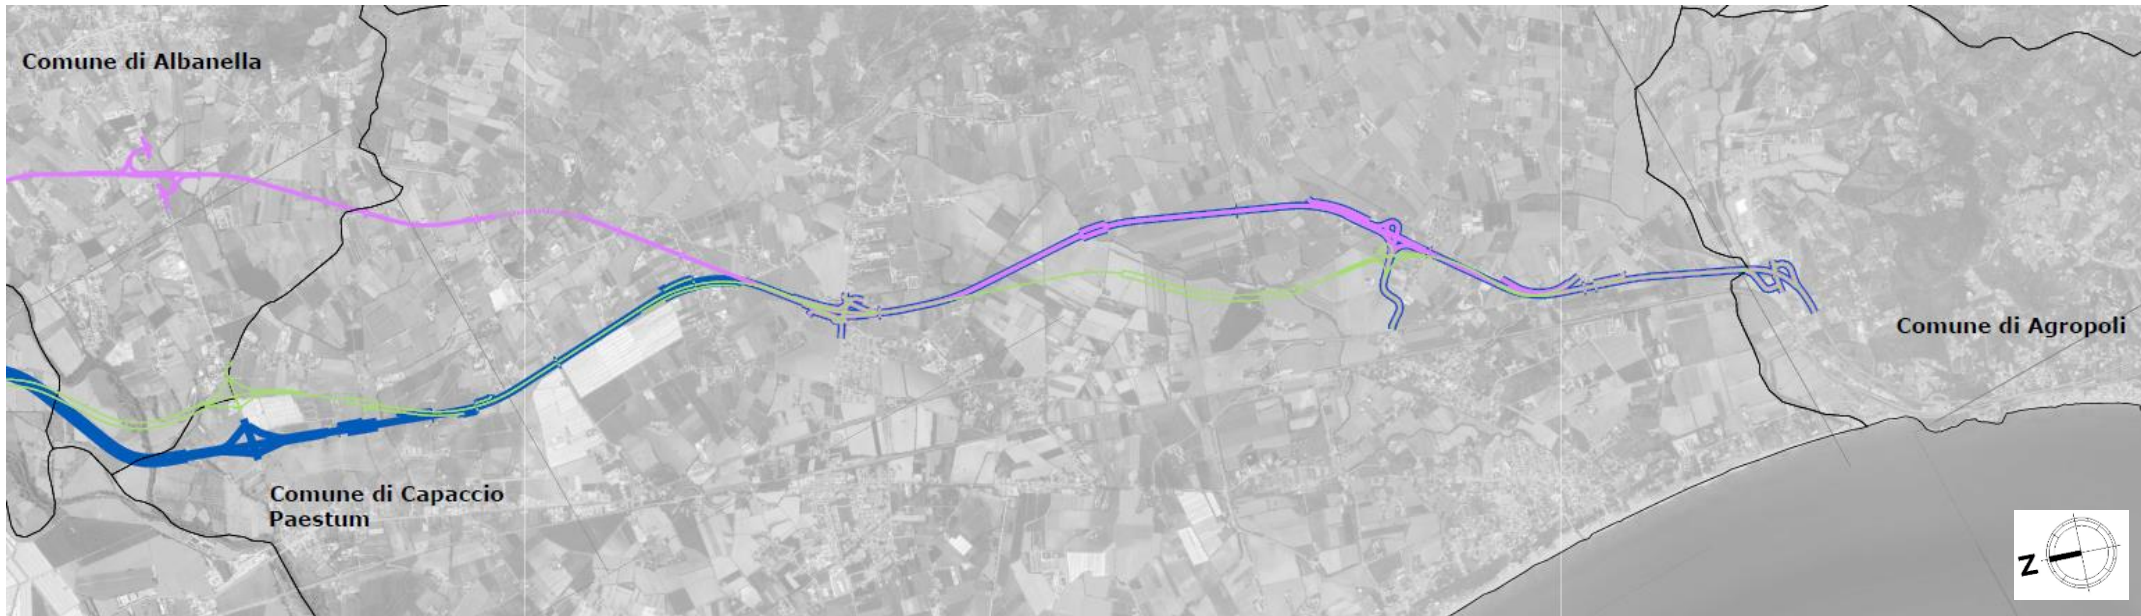 Comune di Albanella
Comune di Agropoli
Comune di Capaccio
Paestum
N